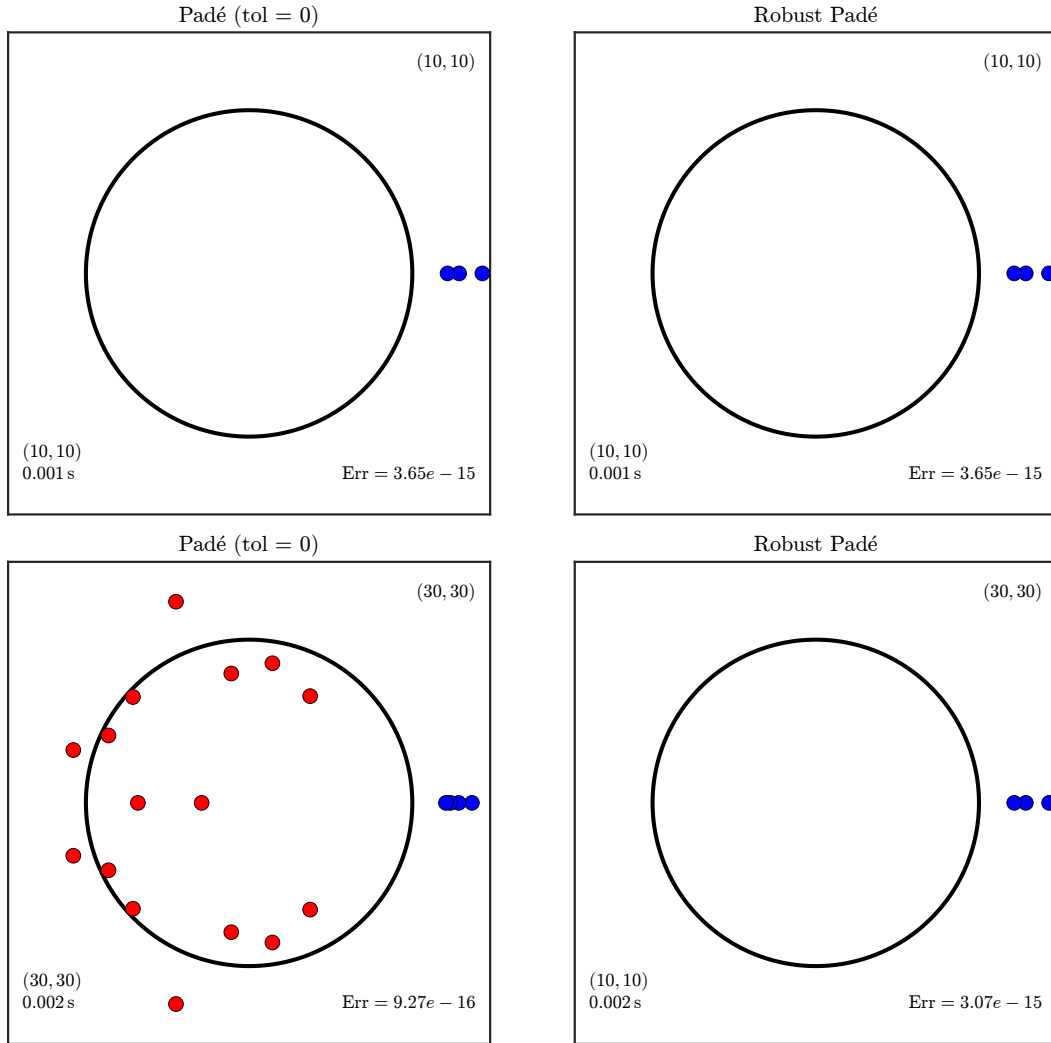 Padé (tol = 0)
(10, 10)
(10, 10)
0.001 s
Err = 3.65e − 15
Robust Padé
(10, 10)
(10, 10)
0.001 s
Err = 3.65e − 15
Padé (tol = 0)
(30, 30)
(30, 30)
0.002 s
Err = 9.27e − 16
Robust Padé
(30, 30)
(10, 10)
0.002 s
Err = 3.07e − 15